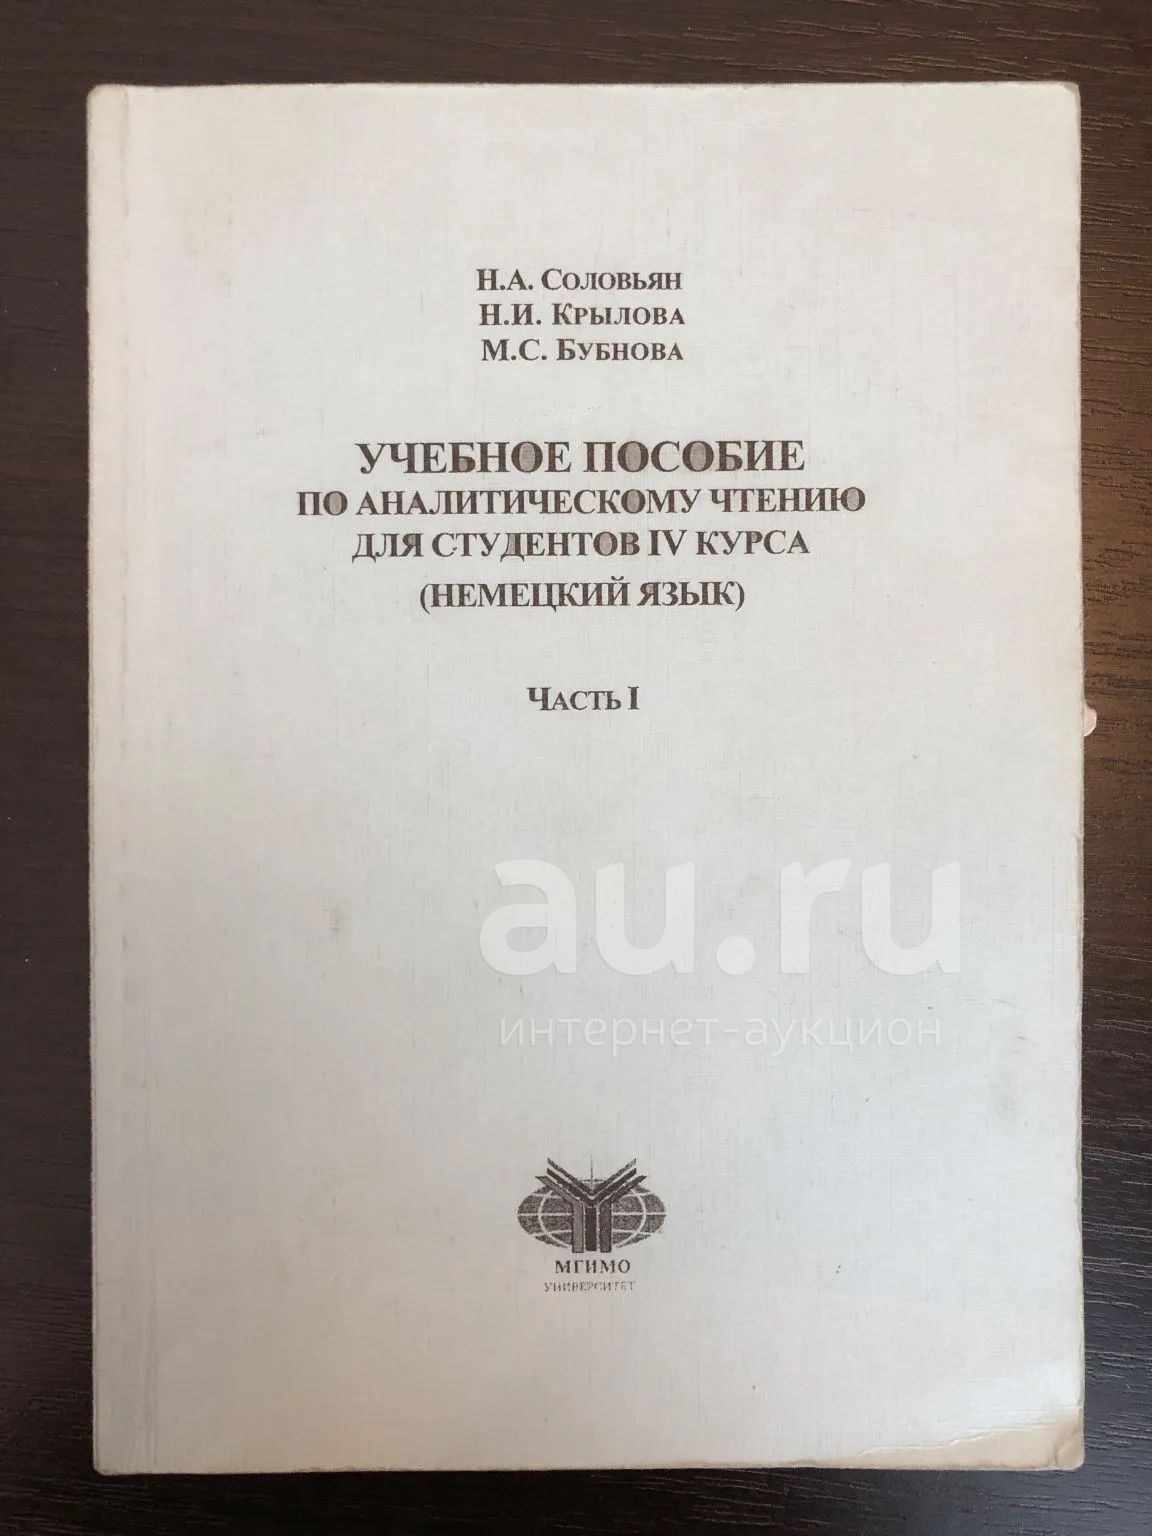 Н.А. Соловьян
Н.И. Крылова
М.С. Бубнова
УЧЕБНОЕ ПОСОБИЕ
ПО АНАЛИТИЧЕСКОМУ ЧТЕНИЮ
ДЛЯ СТУДЕНТОВ IV КУРСА
(НЕМЕЦКИЙ ЯЗЫК)
Часть I
au.ru
интернет-аукцион
МГИМО
УНИВЕРСИТЕТ